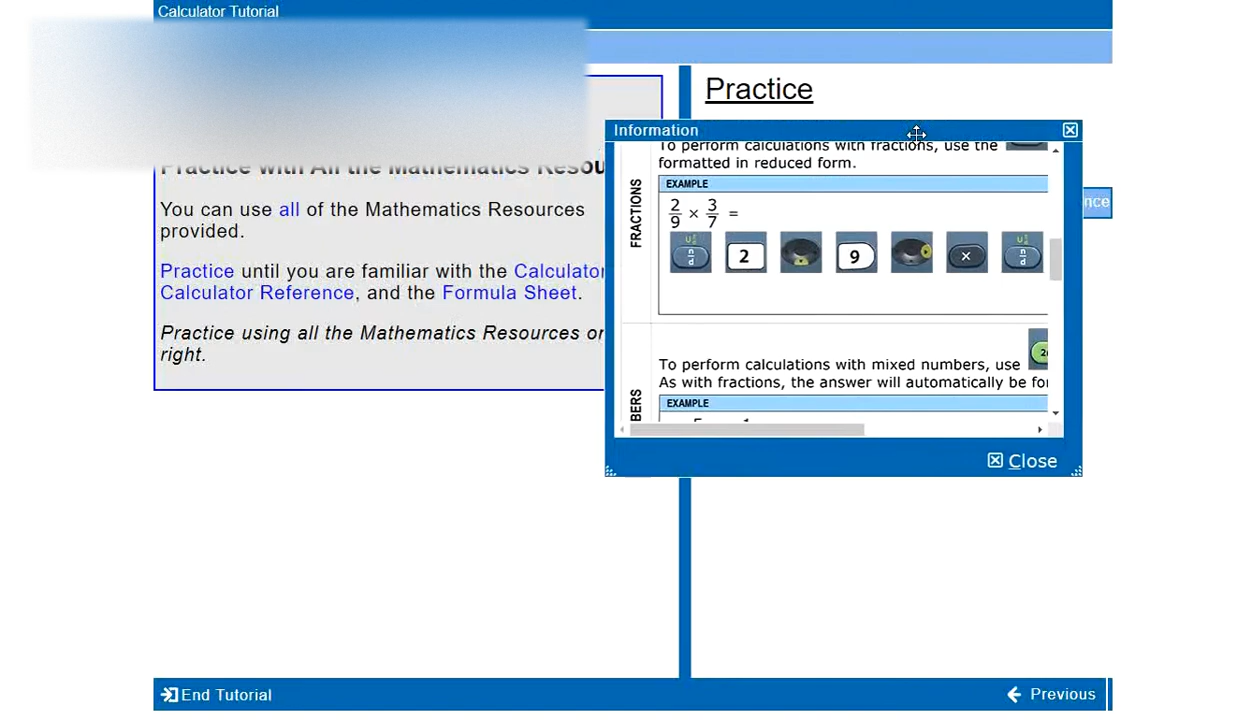 Calculator Tutorial
Practice with All the Mathematics Resou
You can use all of the Mathematics Resources
provided.
Practice until you are familiar with the Calculator
Calculator Reference, and the Formula Sheet.
Practice using all the Mathematics Resources on
right.
Practice
nce
Information
To perform calculations with fractions, use the
formatted in reduced form.
FRACTIONS
EXAMPLE
2/9 × 3/7 =
n/d 2 9 × n/d
To perform calculations with mixed numbers, use
As with fractions, the answer will automatically be for
BERS
EXAMPLE
Close
End Tutorial
Previous